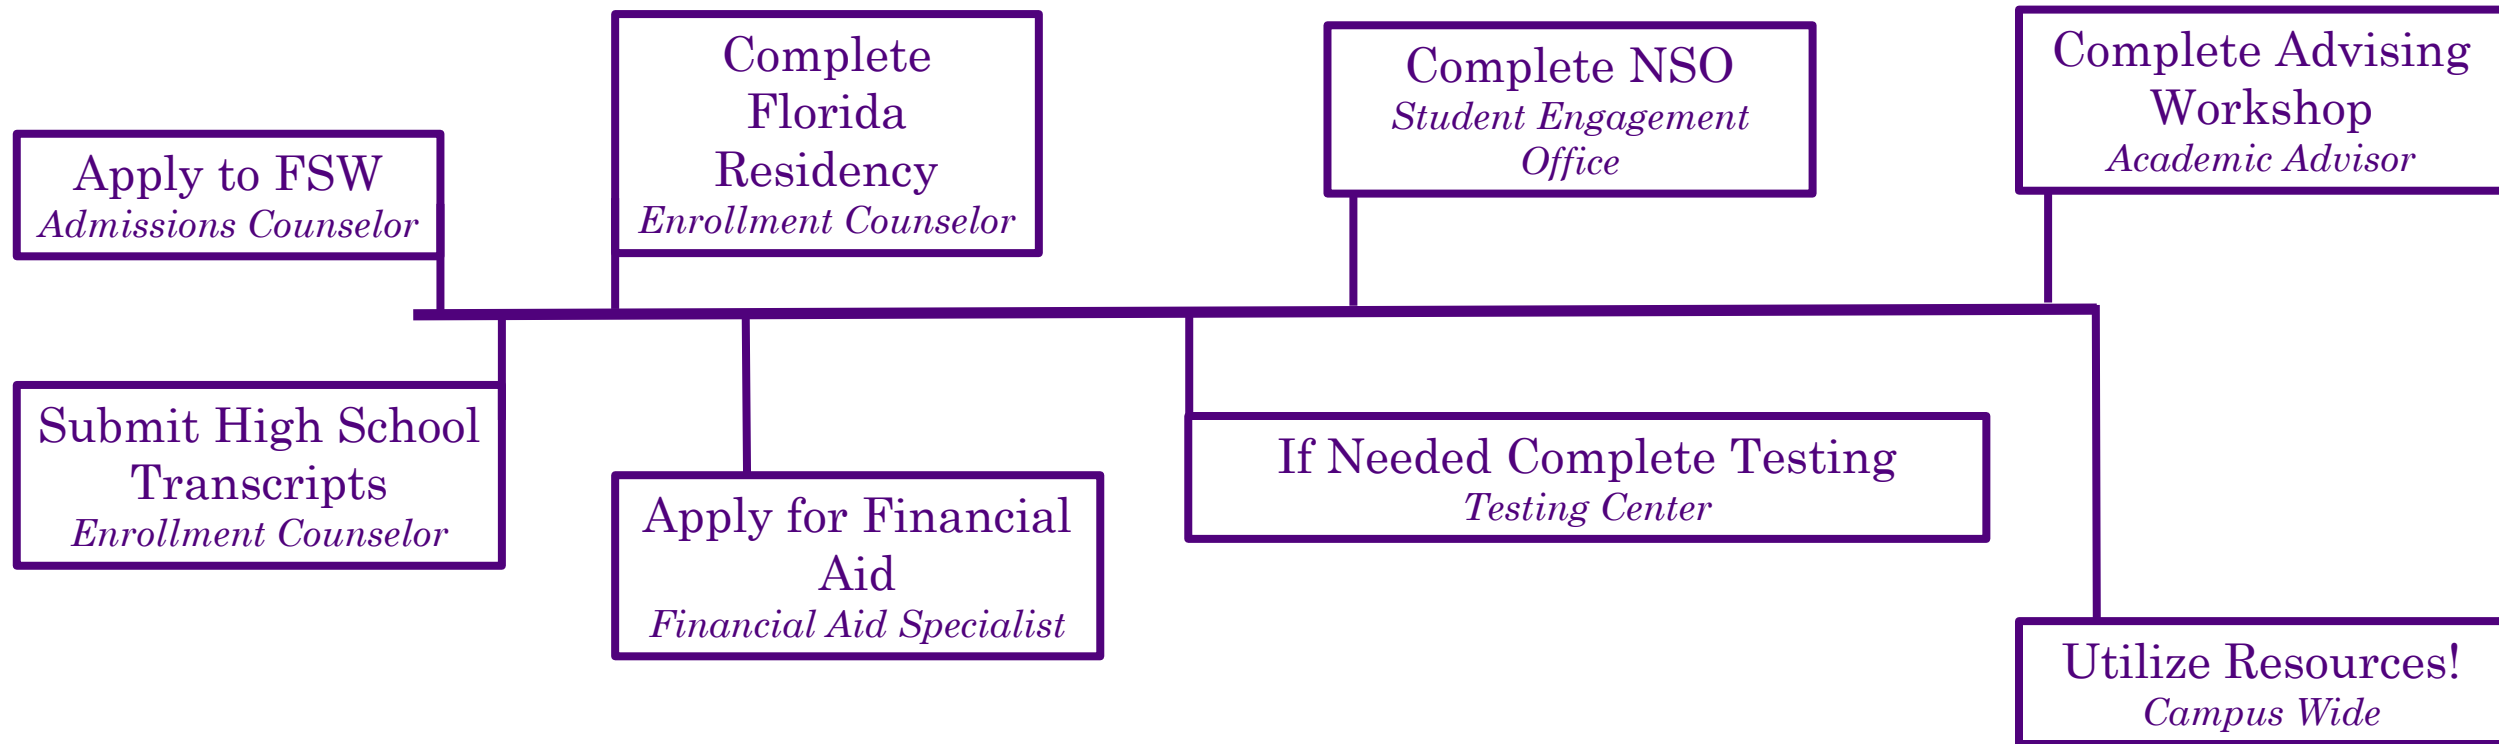 Apply to FSW
Admissions Counselor
Submit High School
Transcripts
Enrollment Counselor
Complete
Florida
Residency
Enrollment Counselor
Apply for Financial
Aid
Financial Aid Specialist
If Needed Complete Testing
Testing Center
Complete NSO
Student Engagement
Office
Complete Advising
Workshop
Academic Advisor
Utilize Resources!
Campus Wide